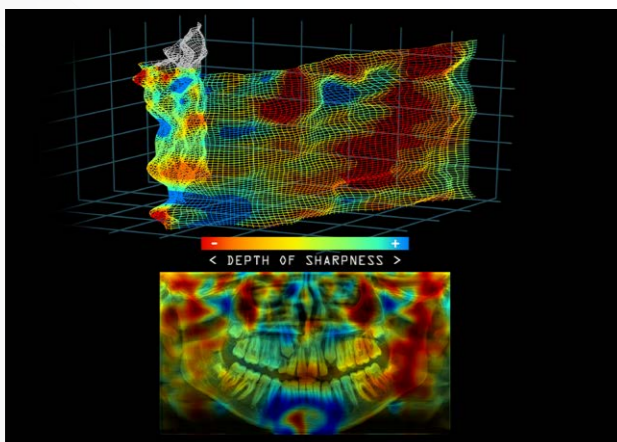 - +
< DEPTH OF SHARPNESS >